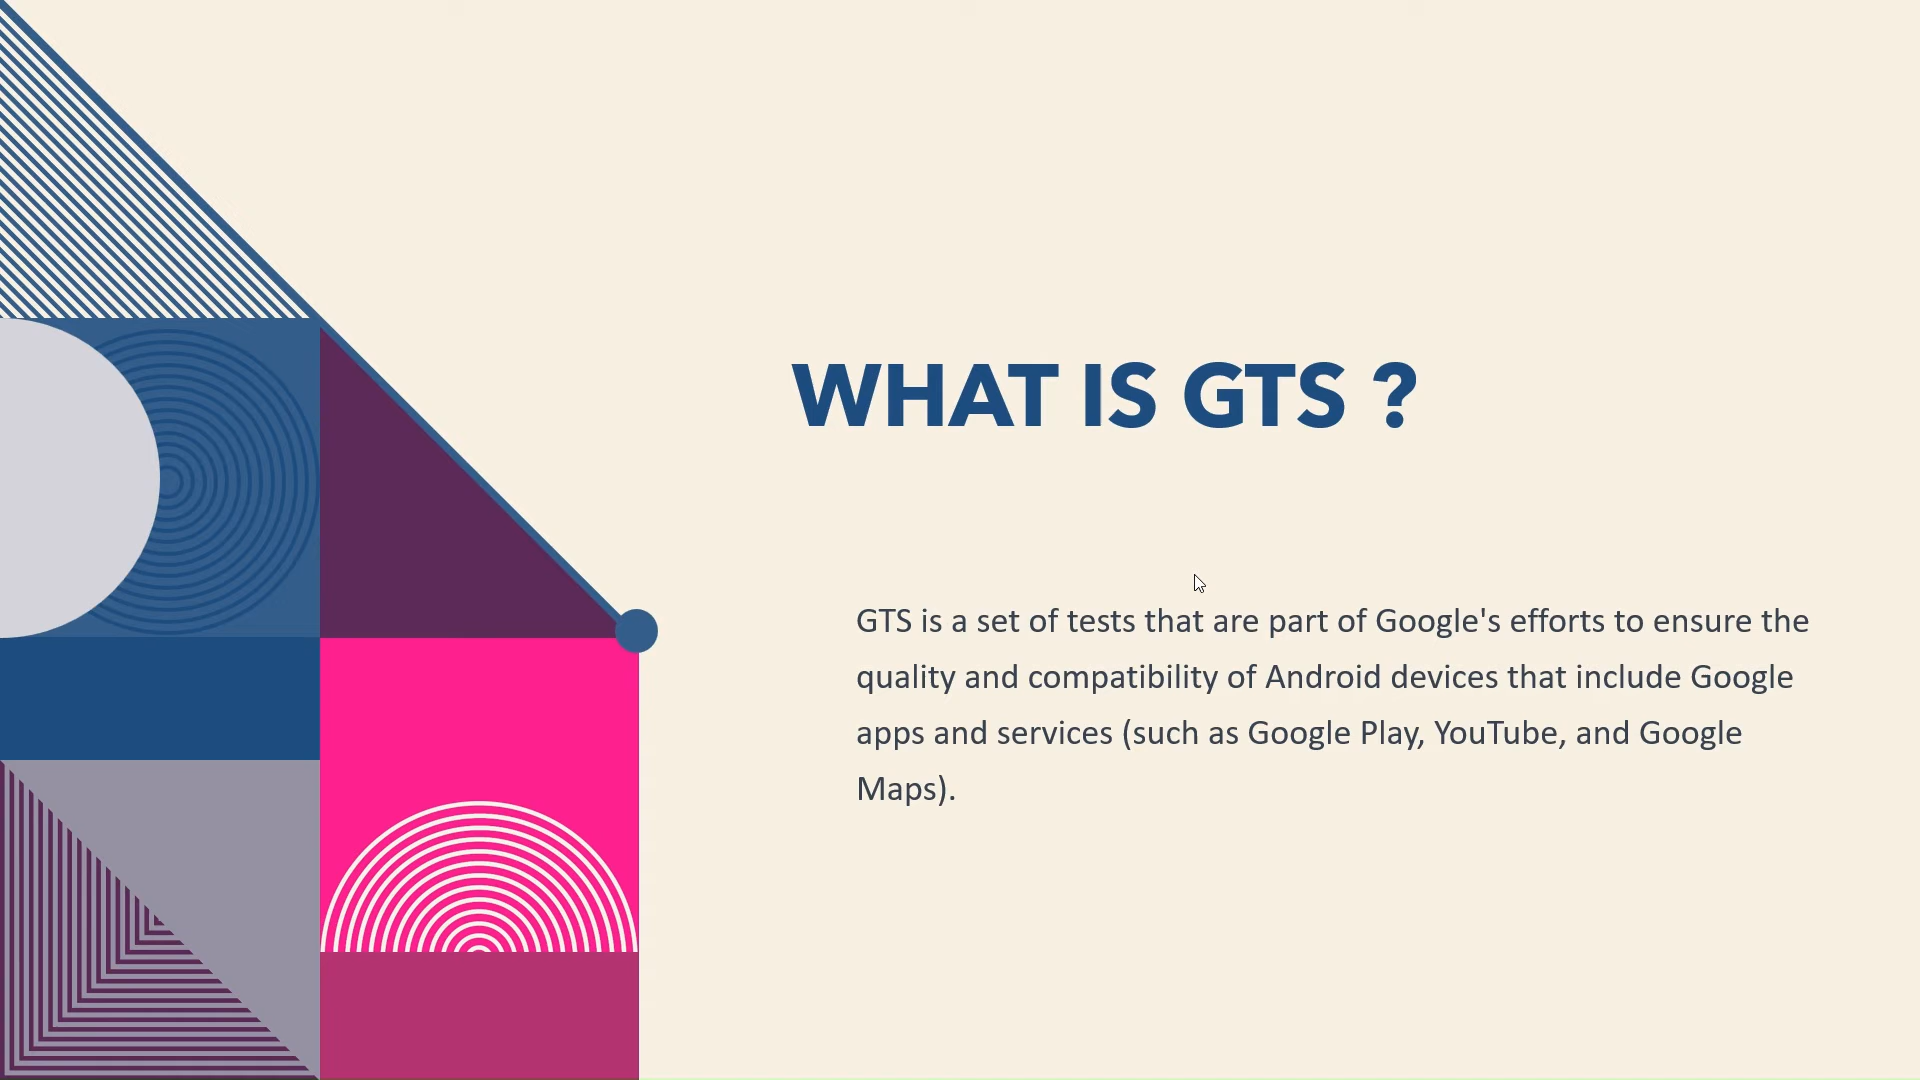 WHAT IS GTS ?
GTS is a set of tests that are part of Google's efforts to ensure the
quality and compatibility of Android devices that include Google
apps and services (such as Google Play, YouTube, and Google
Maps).